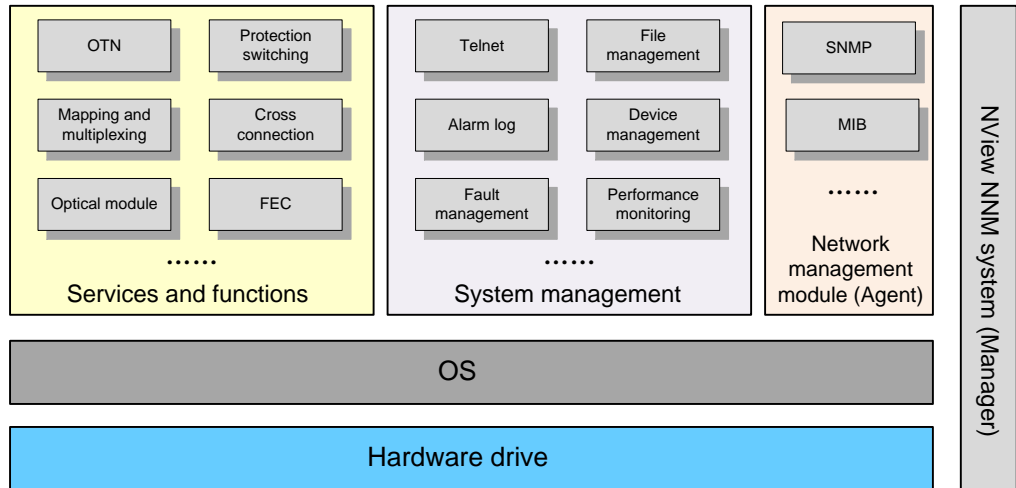 OTN
Protection
switching
Mapping and
multiplexing
Cross
connection
Optical module
FEC
……
Services and functions
Telnet
File
management
Alarm log
Device
management
Fault
management
Performance
monitoring
……
System management
SNMP
MIB
……
Network
management
module (Agent)
NView NNM system (Manager)
OS
Hardware drive